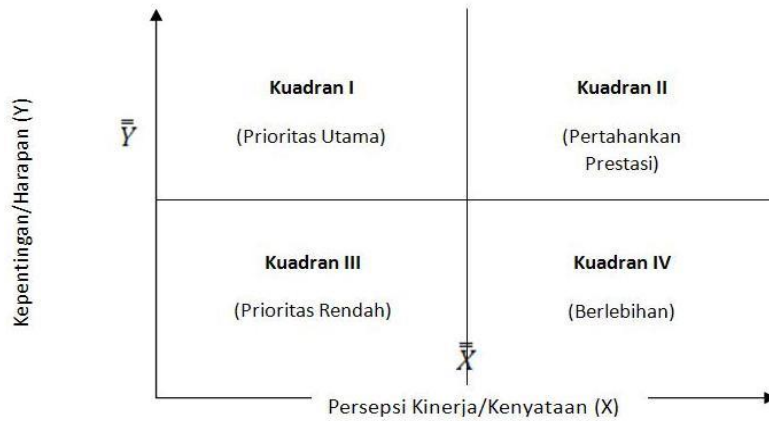 Kepentingan/Harapan (Y)
Kuadran I
Kuadran II
Y̿
(Prioritas Utama)
(Pertahankan
Prestasi)
Kuadran III
Kuadran IV
(Prioritas Rendah)
(Berlebihan)
X̿
Persepsi Kinerja/Kenyataan (X)